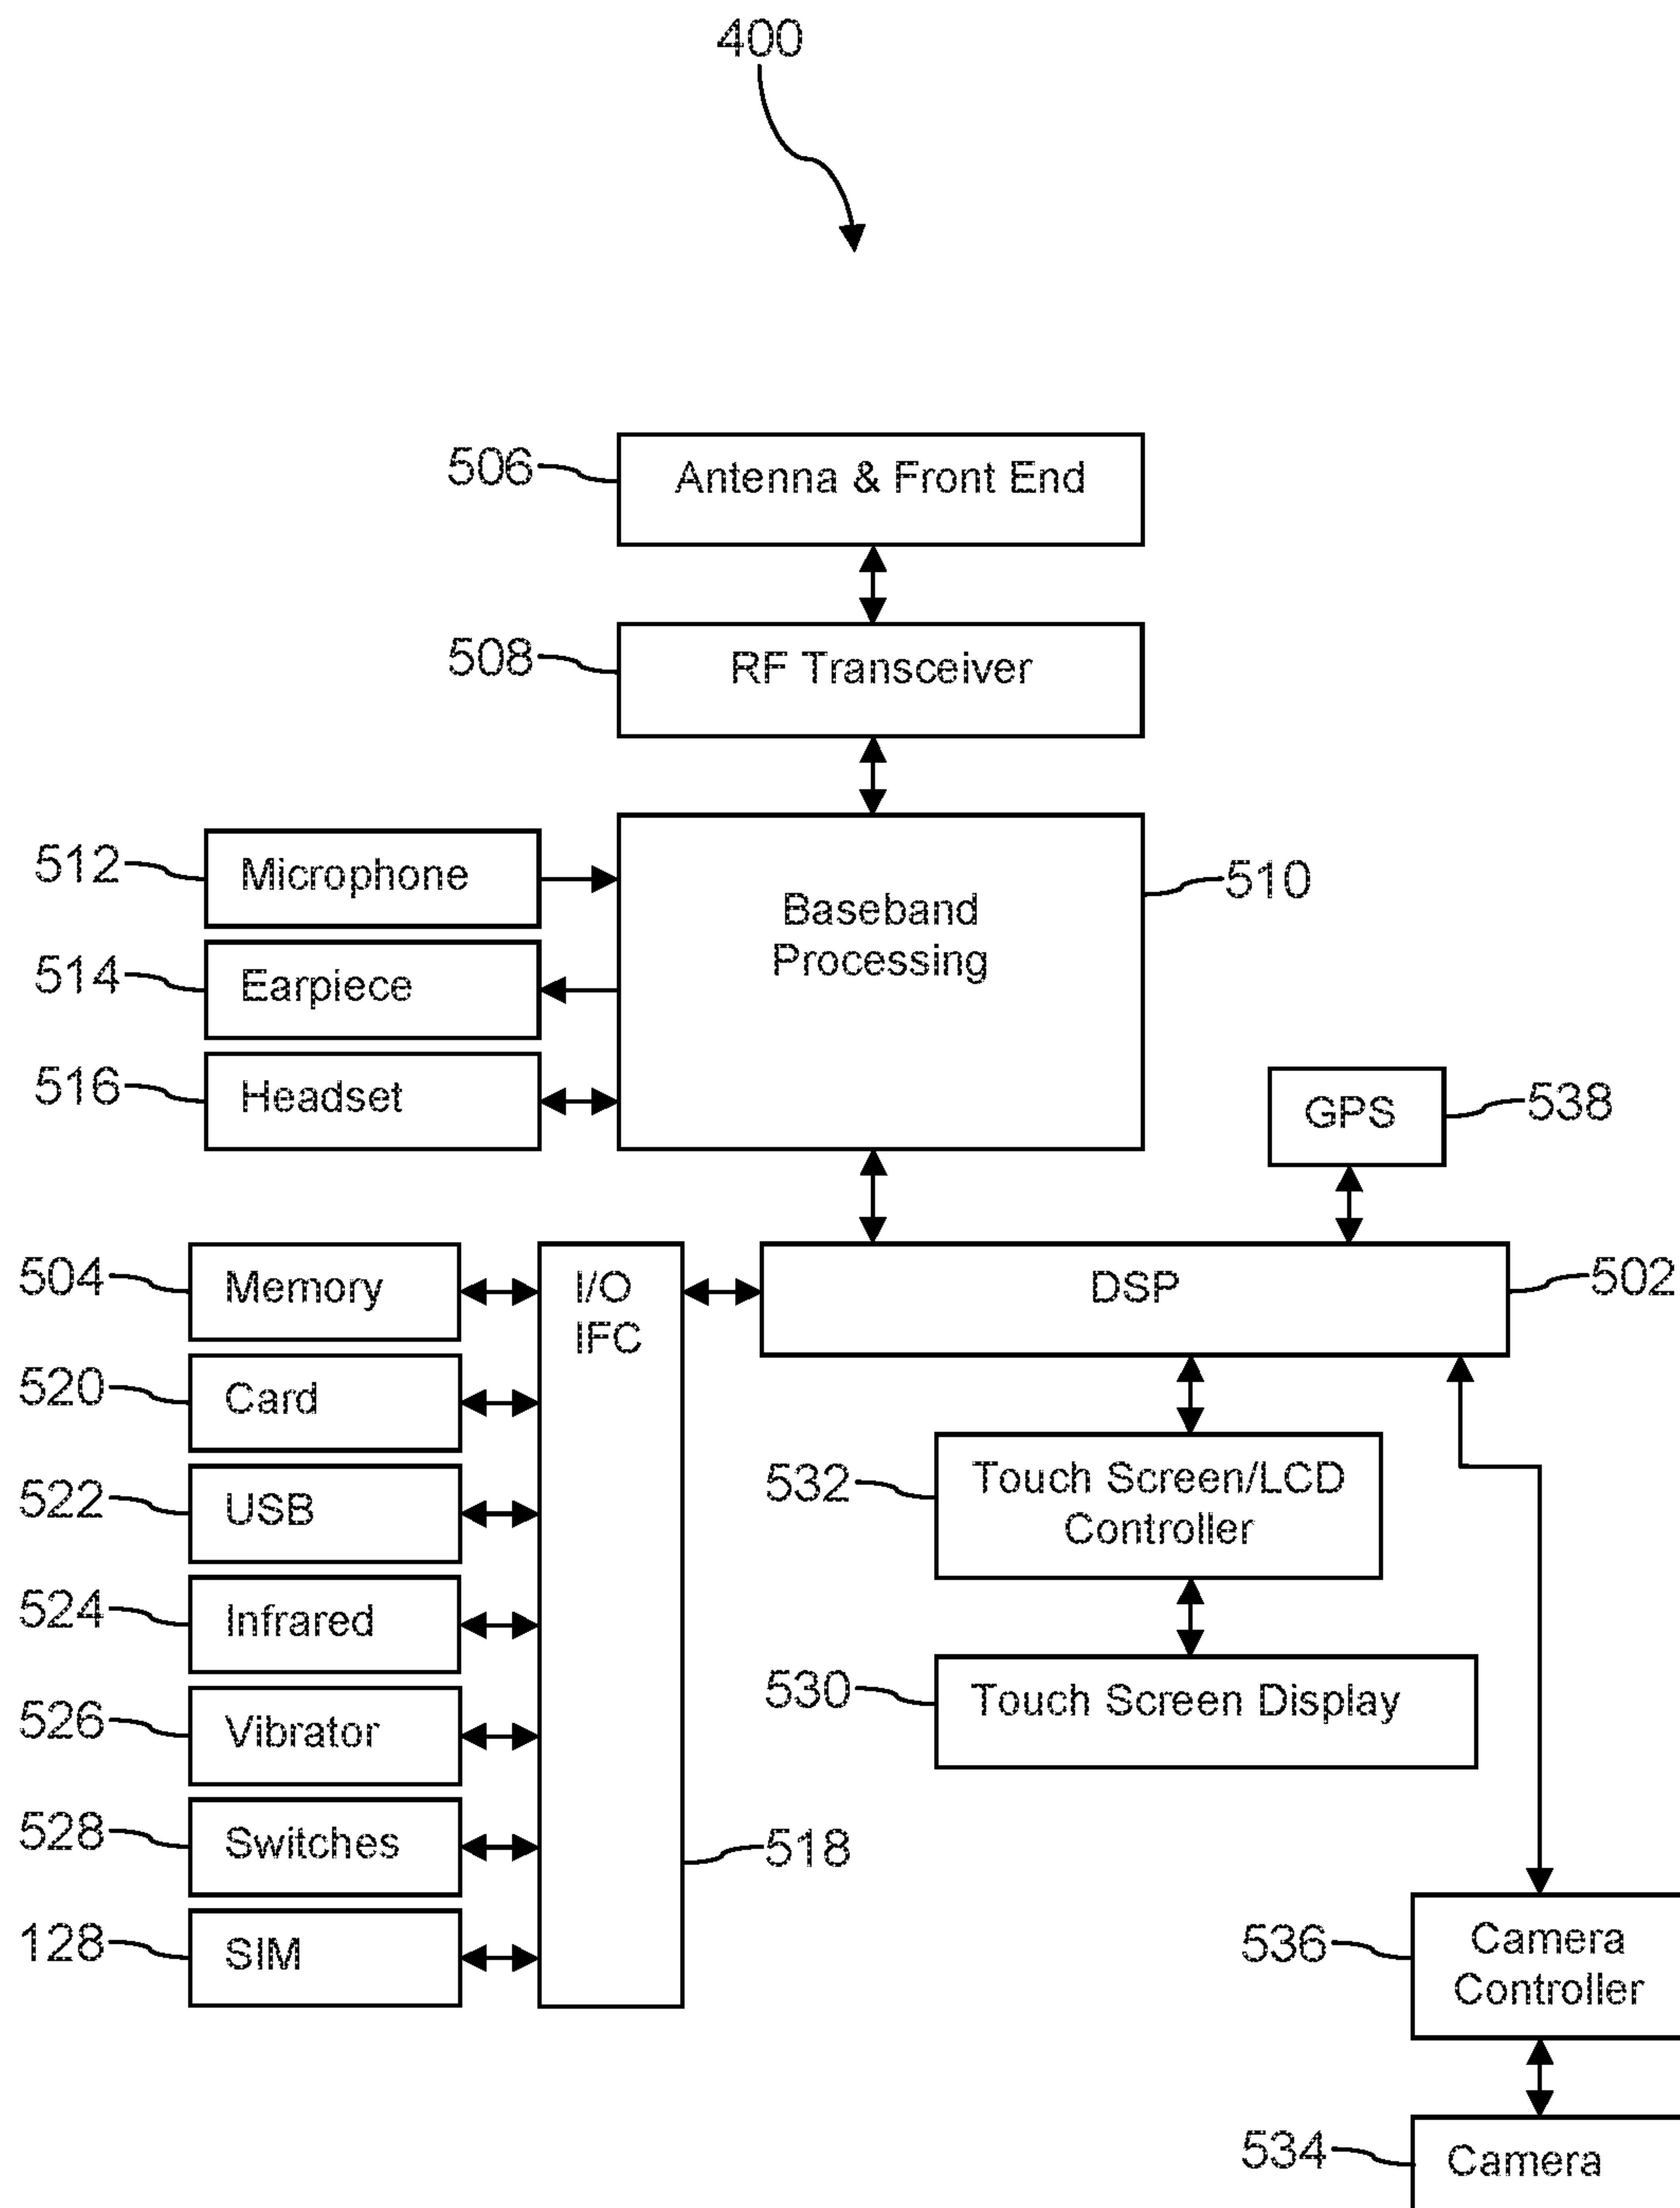 400
506
Antenna & Front End
508
RF Transceiver
512
Microphone
Baseband
Processing
510
514
Earpiece
516
Headset
GPS
538
504
Memory
I/O
IFC
DSP
502
520
Card
522
USB
532
Touch Screen/LCD
Controller
524
Infrared
530
Touch Screen Display
526
Vibrator
528
Switches
518
128
SIM
536
Camera
Controller
534
Camera